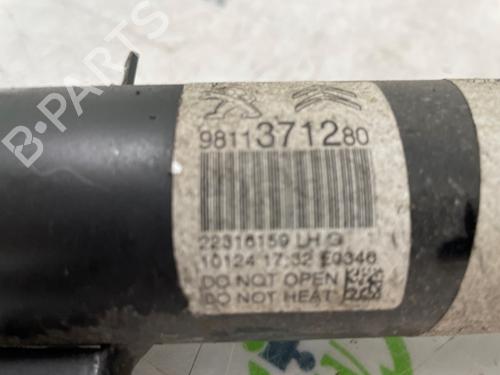 B-PARTS
9811371280
22316159 LH G
10124 17:32 E0346
DO NOT OPEN
DO NOT HEAT